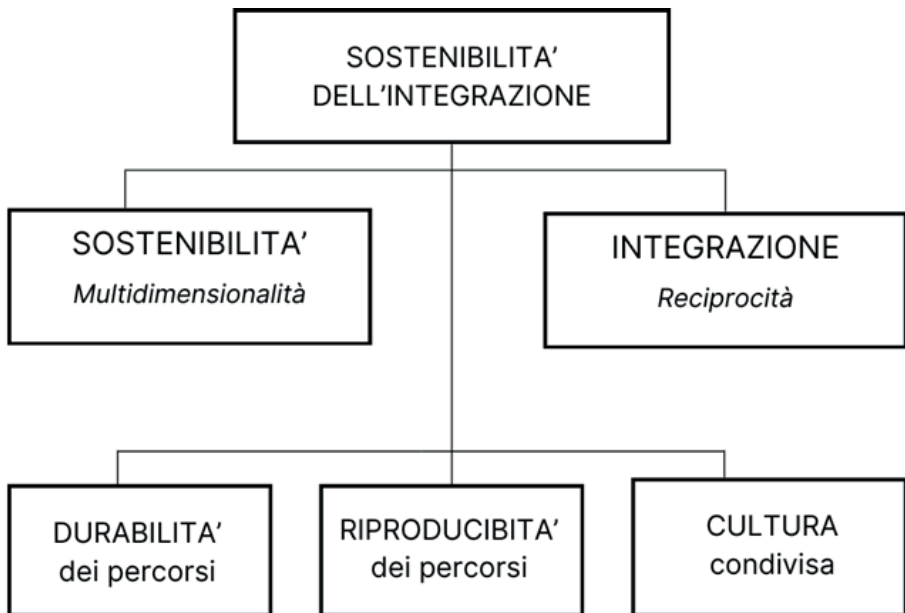 SOSTENIBILITA’
DELL’INTEGRAZIONE
SOSTENIBILITA’
Multidimensionalità
INTEGRAZIONE
Reciprocità
DURABILITA’
dei percorsi
RIPRODUCIBITA’
dei percorsi
CULTURA
condivisa